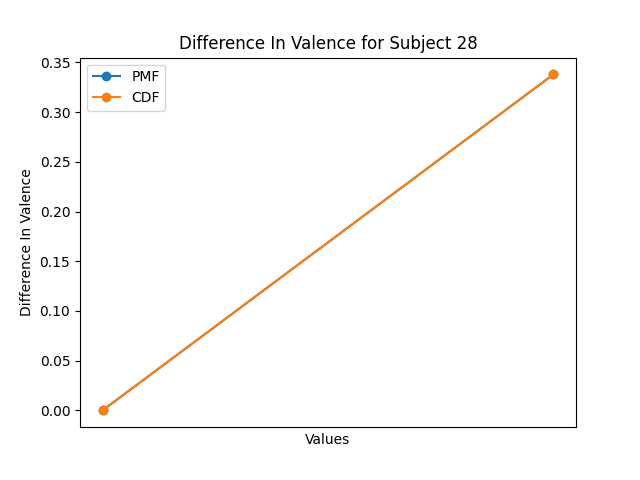 Difference In Valence for Subject 28
PMF
CDF
0.35
0.30
0.25
0.20
0.15
0.10
0.05
0.00
Difference In Valence
Values